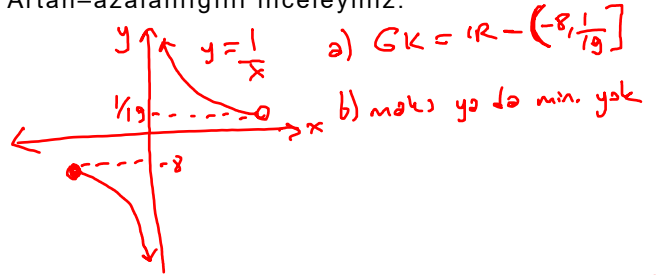 Artan–azalanlığını inceleyiniz.
y
y = 1/x
a) GK = ℝ - (-8, 1/19]
1/19
x
b) maks ya da min. yok
-8